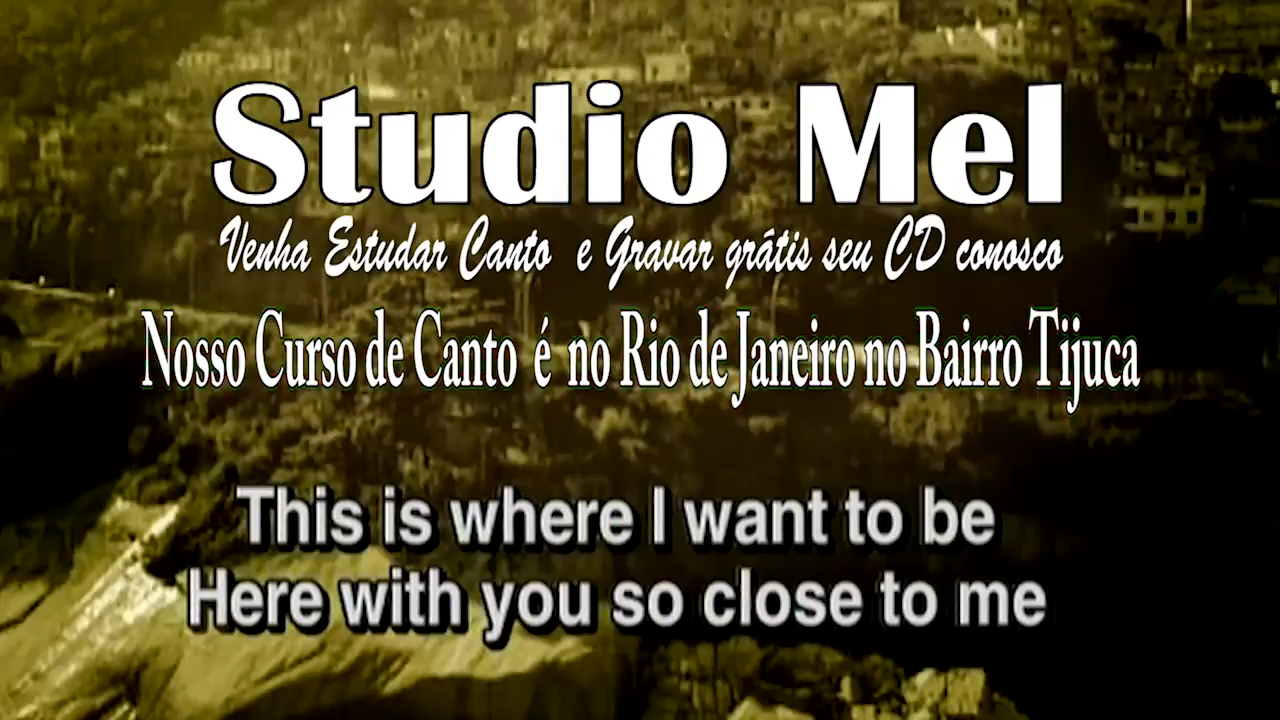 Studio Mel
Venha Estudar Canto e Gravar grátis seu CD conosco
Nosso Curso de Canto é no Rio de Janeiro no Bairro Tijuca
This is where I want to be
Here with you so close to me